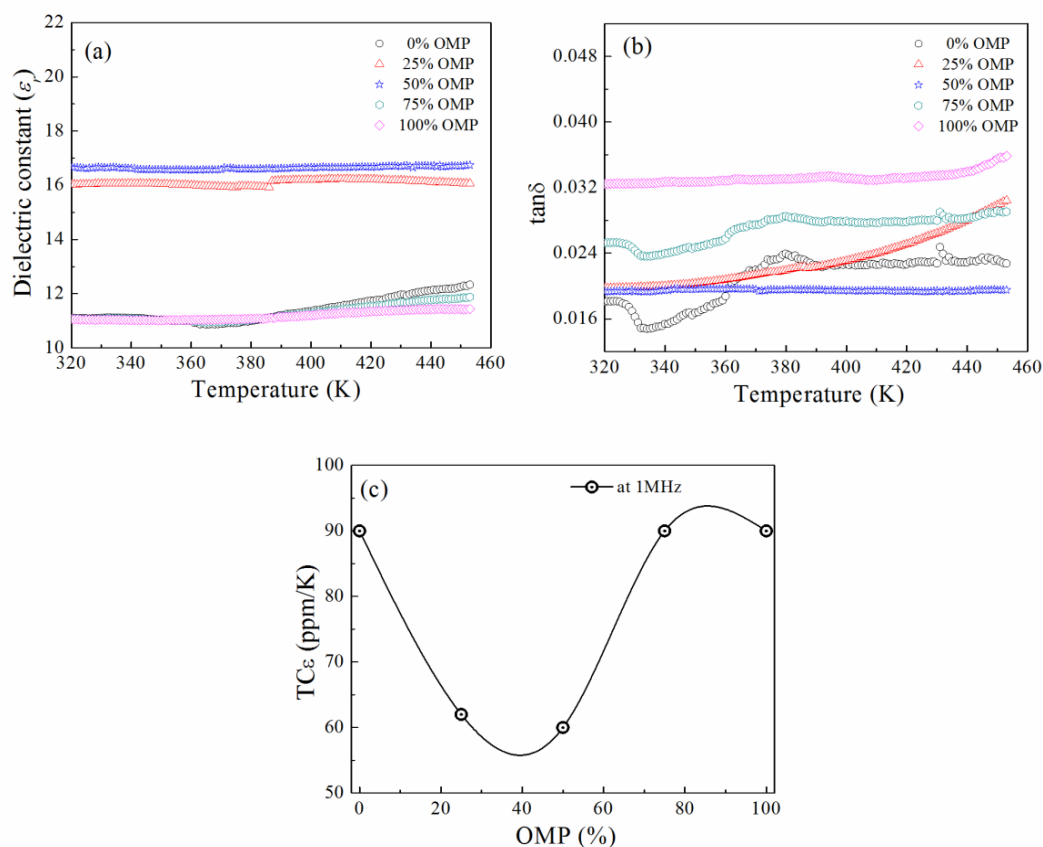 (a)
0% OMP
25% OMP
50% OMP
75% OMP
100% OMP
22
20
18
16
14
12
10
Dielectric constant (εr)
320 340 360 380 400 420 440 460
Temperature (K)
(b)
0% OMP
25% OMP
50% OMP
75% OMP
100% OMP
0.048
0.040
0.032
0.024
0.016
tanδ
320 340 360 380 400 420 440 460
Temperature (K)
(c)
at 1MHz
100
90
80
70
60
50
TCε (ppm/K)
0 20 40 60 80 100
OMP (%)